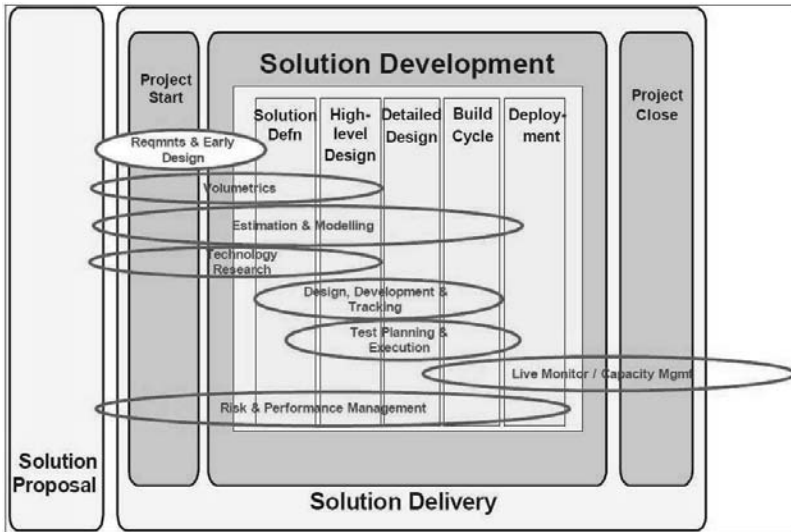 Solution Development
Project
Start
Project
Close
Solution
Defn
High-
level
Design
Detailed
Design
Build
Cycle
Deploy-
ment
Reqmnts & Early
Design
Volumetrics
Estimation & Modelling
Technology
Research
Design, Development &
Tracking
Test Planning &
Execution
Live Monitor / Capacity Mgmt
Risk & Performance Management
Solution
Proposal
Solution Delivery